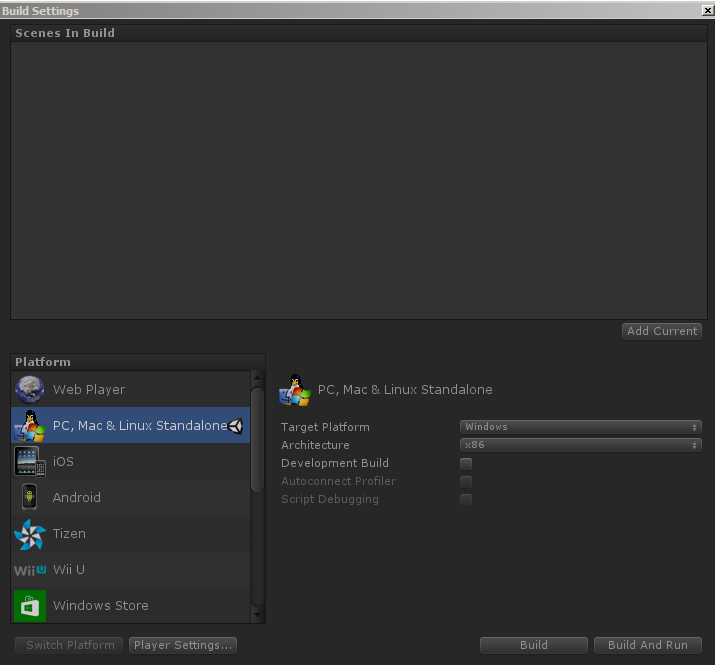 Build Settings
Scenes In Build
Add Current
Platform
Web Player
PC, Mac & Linux Standalone
iOS
Android
Tizen
Wii U
Wii U
Windows Store
PC, Mac & Linux Standalone
Target Platform Windows
Architecture x86
Development Build
Autoconnect Profiler
Script Debugging
Switch Platform Player Settings... Build Build And Run